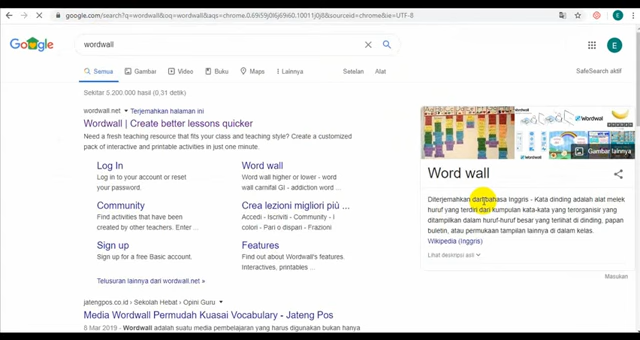 google.com/search?q=wordwall&oq=wordwall&aqs=chrome.0.69i59j0l6j69i60.10011j0j8&sourceid=chrome&ie=UTF-8
E
Google
wordwall
E
Semua
Gambar
Video
Buku
Maps
Lainnya
Setelan
Alat
SafeSearch aktif
Sekitar 5.200.000 hasil (0,31 detik)
wordwall.net
Terjemahkan halaman ini
Wordwall | Create better lessons quicker
Need a fresh teaching resource that fits your class and teaching style? Create a customized
pack of interactive and printable activities in just one minute.
Log In
Log in to your account or reset
your password.
Word wall
Word wall higher or lower - word
wall carnifal GI - addiction word ...
Community
Find activities that have been
created by other teachers. Enter ...
Crea lezioni migliori più ...
Accedi - Iscriviti - Community - I
colori - Pari o dispari - Frazioni
Sign up
Sign up for a free Basic account.
Features
Find out about Wordwall's features.
Interactives, printables ...
Telusuran lainnya dari wordwall.net »
jatengpos.co.id › Sekolah Hebat › Opini Guru
Media Wordwall Permudah Kuasai Vocabulary - Jateng Pos
8 Mar 2019 - Wordwall adalah suatu media pembelajaran yang harus digunakan bukan hanya
Wordwall
Gambar lainnya
Word wall
Diterjemahkan dari bahasa Inggris - Kata dinding adalah alat melek
huruf yang terdiri dari kumpulan kata-kata yang terorganisir yang
ditampilkan dalam huruf-huruf besar yang terlihat di dinding, papan
buletin, atau permukaan tampilan lainnya di dalam kelas.
Wikipedia (Inggris)
Lihat deskripsi asli
Masukan